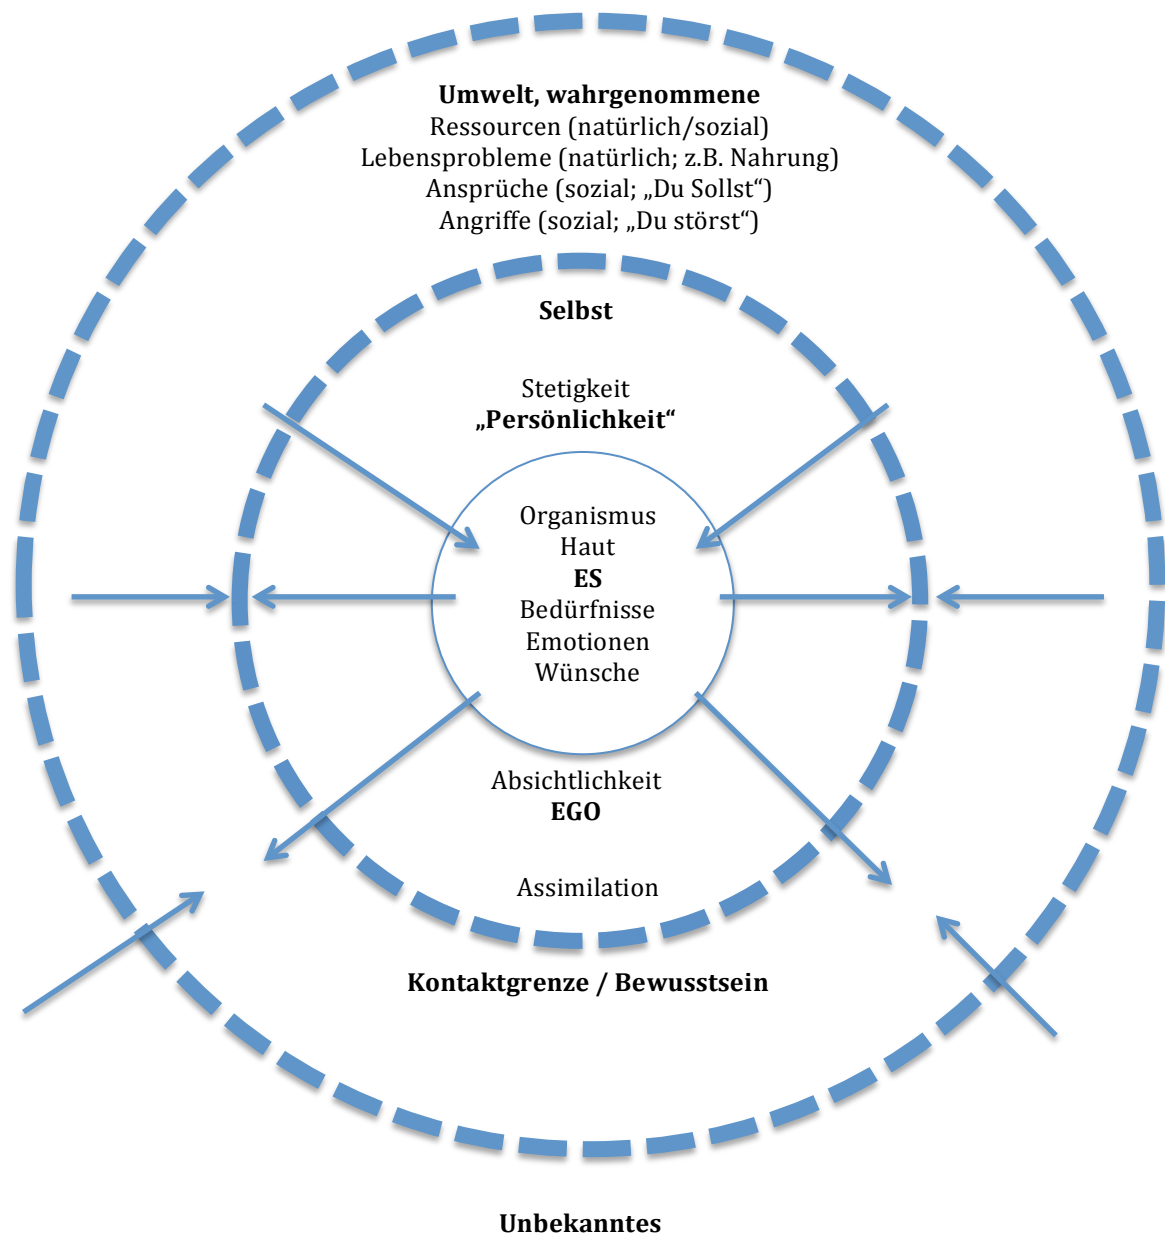 Umwelt, wahrgenommene
Ressourcen (natürlich/sozial)
Lebensprobleme (natürlich; z.B. Nahrung)
Ansprüche (sozial; „Du Sollst“)
Angriffe (sozial; „Du störst“)
Selbst
Stetigkeit
„Persönlichkeit“
Organismus
Haut
ES
Bedürfnisse
Emotionen
Wünsche
Absichtlichkeit
EGO
Assimilation
Kontaktgrenze / Bewusstsein
Unbekanntes